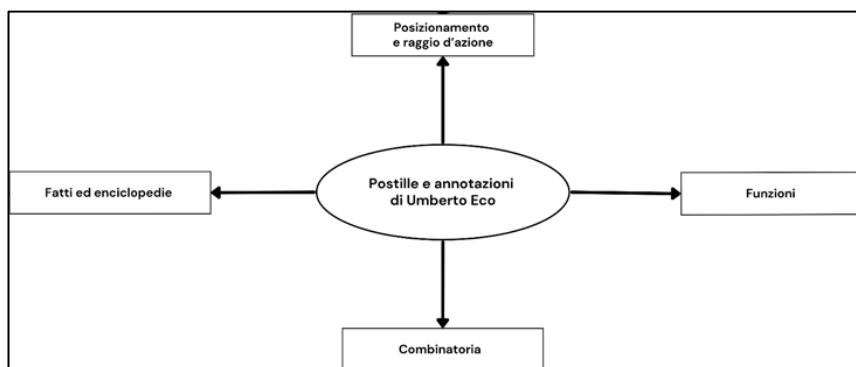 Posizionamento
e raggio d'azione
Fatti ed enciclopedie
Postille e annotazioni
di Umberto Eco
Funzioni
Combinatoria